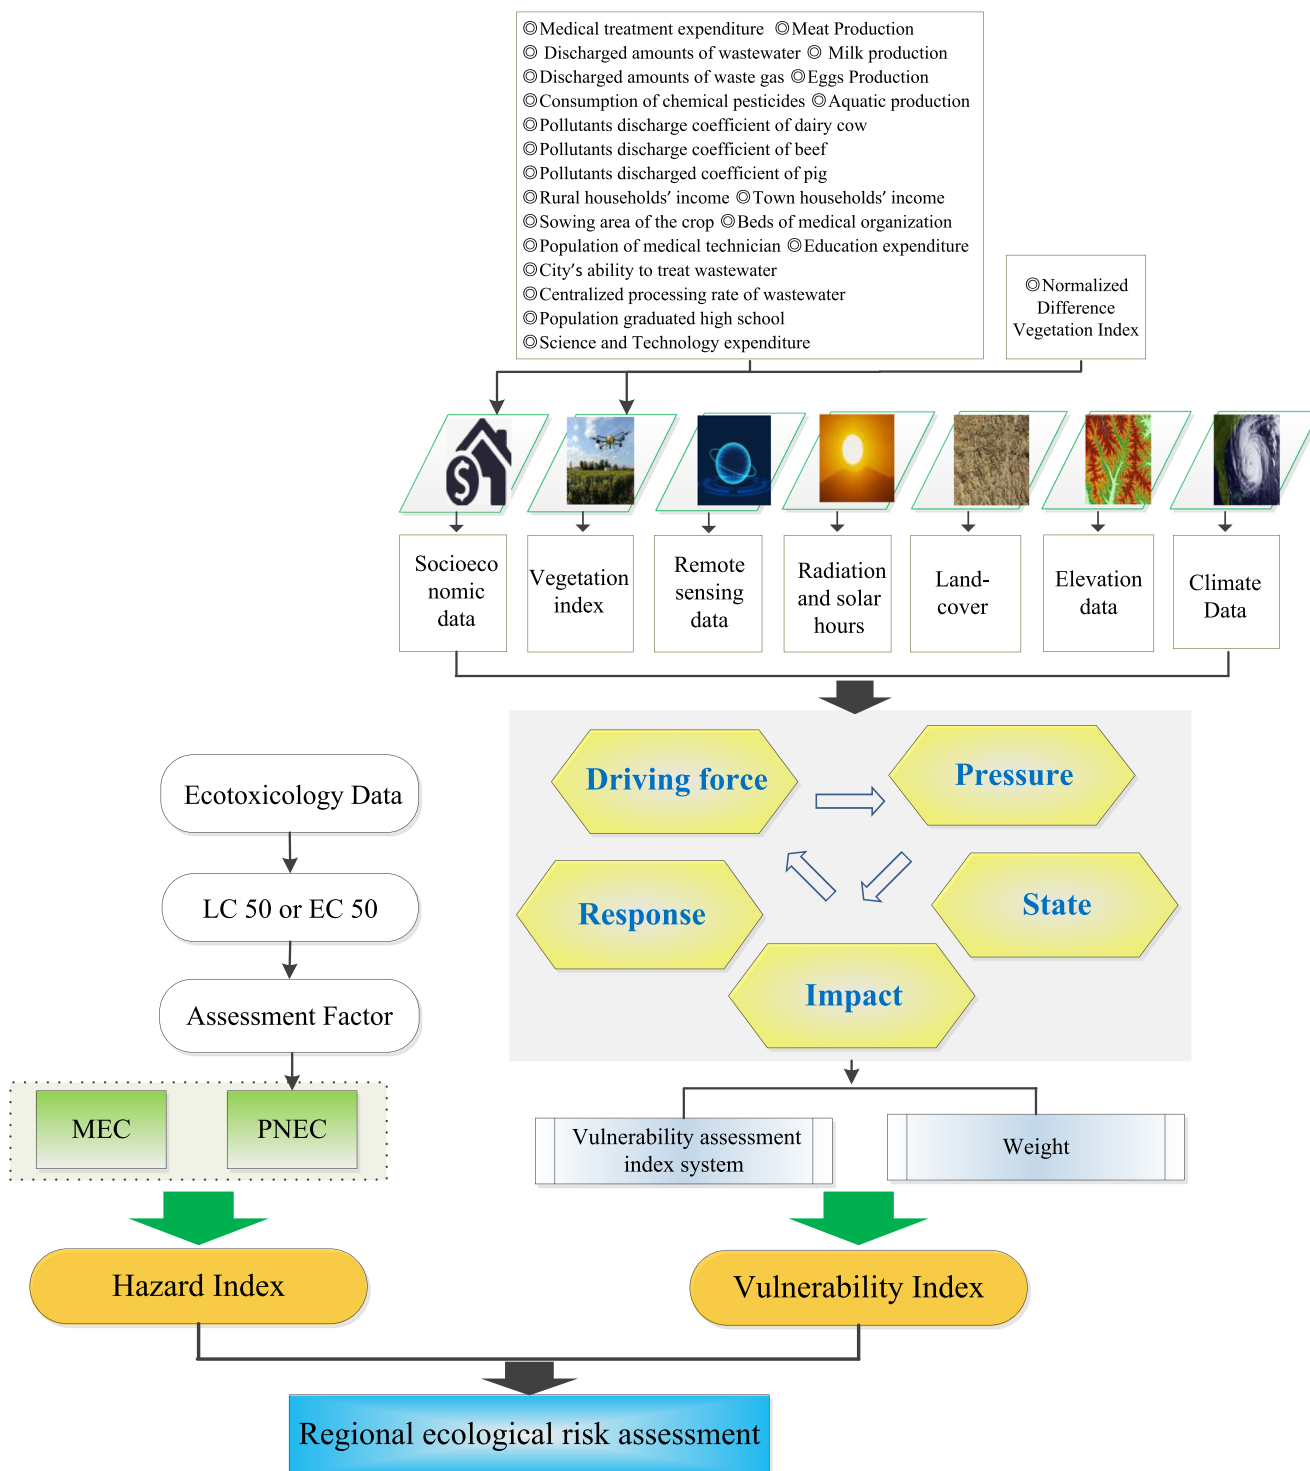 ◎Medical treatment expenditure ◎Meat Production
◎ Discharged amounts of wastewater ◎ Milk production
◎Discharged amounts of waste gas ◎Eggs Production
◎Consumption of chemical pesticides ◎Aquatic production
◎Pollutants discharge coefficient of dairy cow
◎Pollutants discharge coefficient of beef
◎Pollutants discharged coefficient of pig
◎Rural households' income ◎Town households' income
◎Sowing area of the crop ◎Beds of medical organization
◎Population of medical technician ◎Education expenditure
◎City's ability to treat wastewater
◎Centralized processing rate of wastewater
◎Population graduated high school
◎Science and Technology expenditure
◎Normalized
Difference
Vegetation Index
Socioeco
nomic
data
Vegetation
index
Remote
sensing
data
Radiation
and solar
hours
Land-
cover
Elevation
data
Climate
Data
Driving force
Pressure
Response
State
Impact
Ecotoxicology Data
LC 50 or EC 50
Assessment Factor
MEC
PNEC
Vulnerability assessment
index system
Weight
Hazard Index
Vulnerability Index
Regional ecological risk assessment